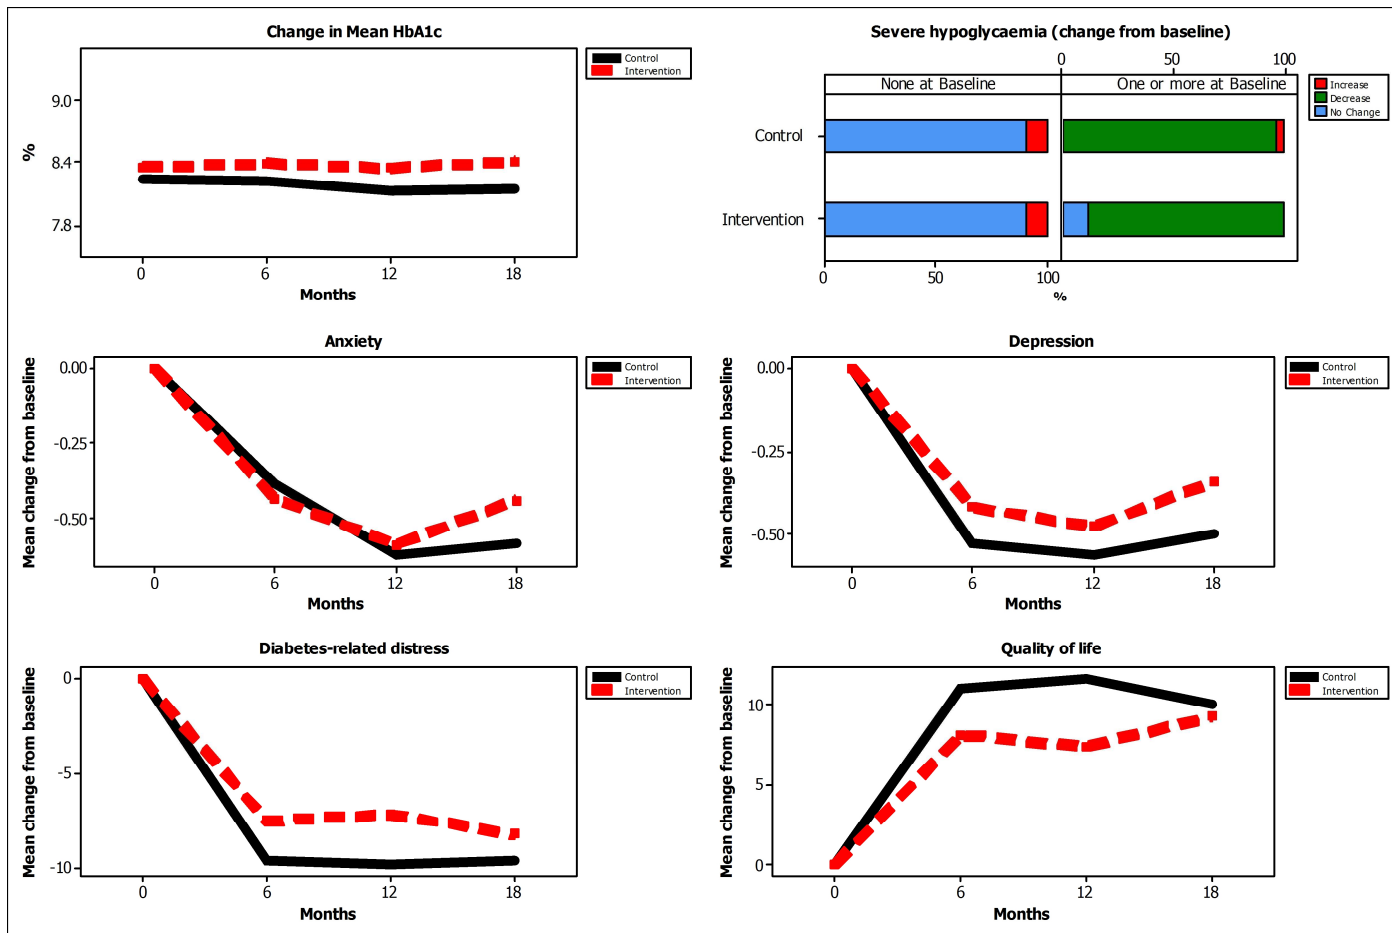 Change in Mean HbA1c
Control
Intervention
9.0
8.4
7.8
%
0 6 12 18
Months
Severe hypoglycaemia (change from baseline)
0 50 100
None at Baseline One or more at Baseline
Increase
Decrease
No Change
Control
Intervention
0 50 100
%
Anxiety
Control
Intervention
Mean change from baseline
0.00
-0.25
-0.50
0 6 12 18
Months
Depression
Control
Intervention
Mean change from baseline
0.00
-0.25
-0.50
0 6 12 18
Months
Diabetes-related distress
Control
Intervention
Mean change from baseline
0
-5
-10
0 6 12 18
Months
Quality of life
Control
Intervention
Mean change from baseline
10
5
0
0 6 12 18
Months